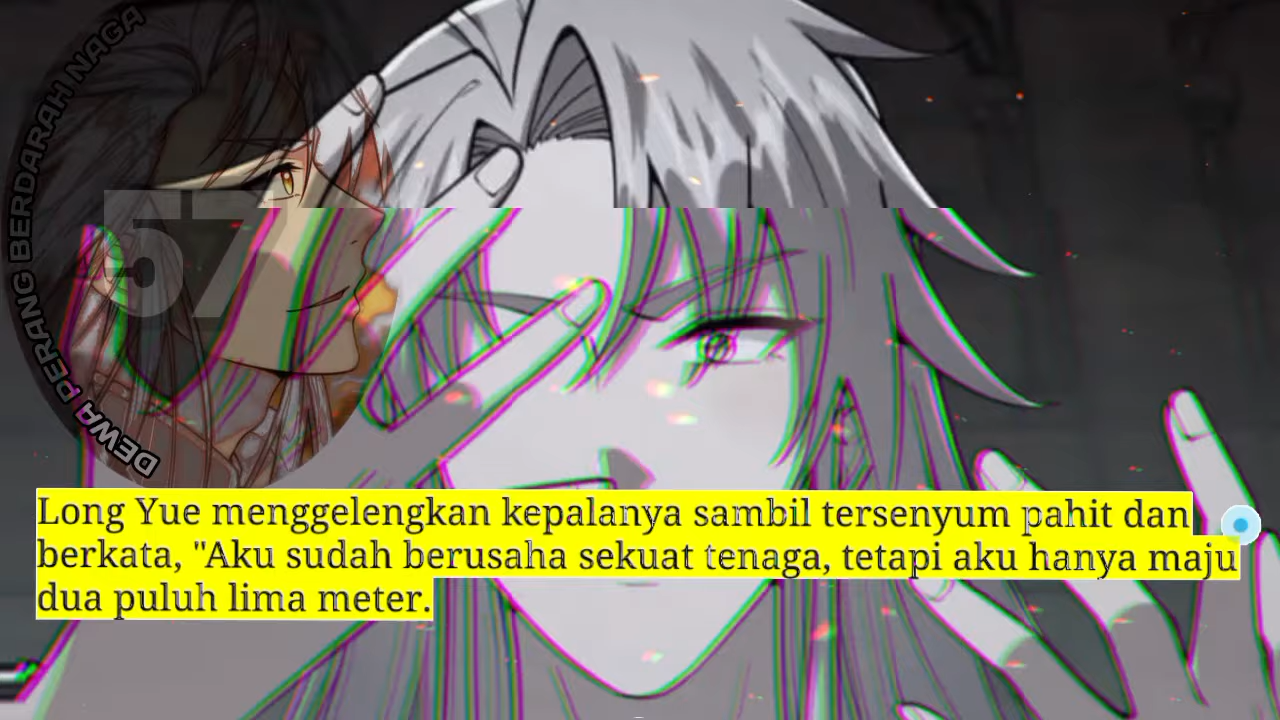 DEWA PERANG BERDARAH NAGA
57
Long Yue menggelengkan kepalanya sambil tersenyum pahit dan
berkata, "Aku sudah berusaha sekuat tenaga, tetapi aku hanya maju
dua puluh lima meter.